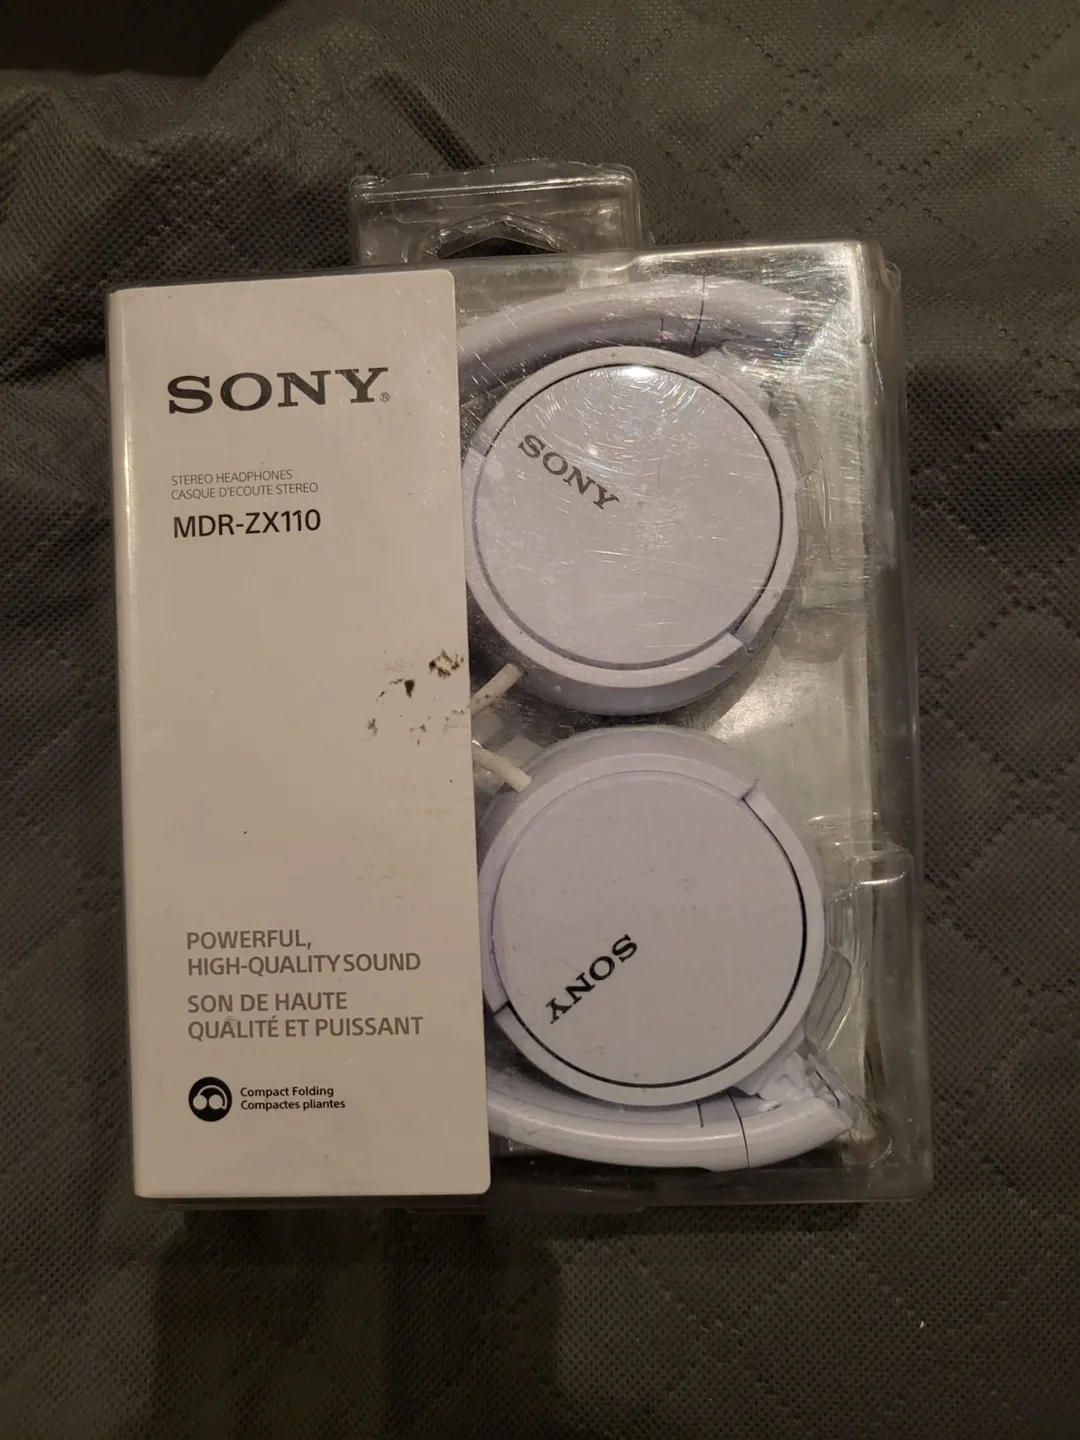 SONY®
STEREO HEADPHONES
CASQUE D'ECOUTE STEREO
MDR-ZX110
POWERFUL,
HIGH-QUALITY SOUND
SON DE HAUTE
QUALITÉ ET PUISSANT
Compact Folding
Compactes pliantes
SONY
SONY